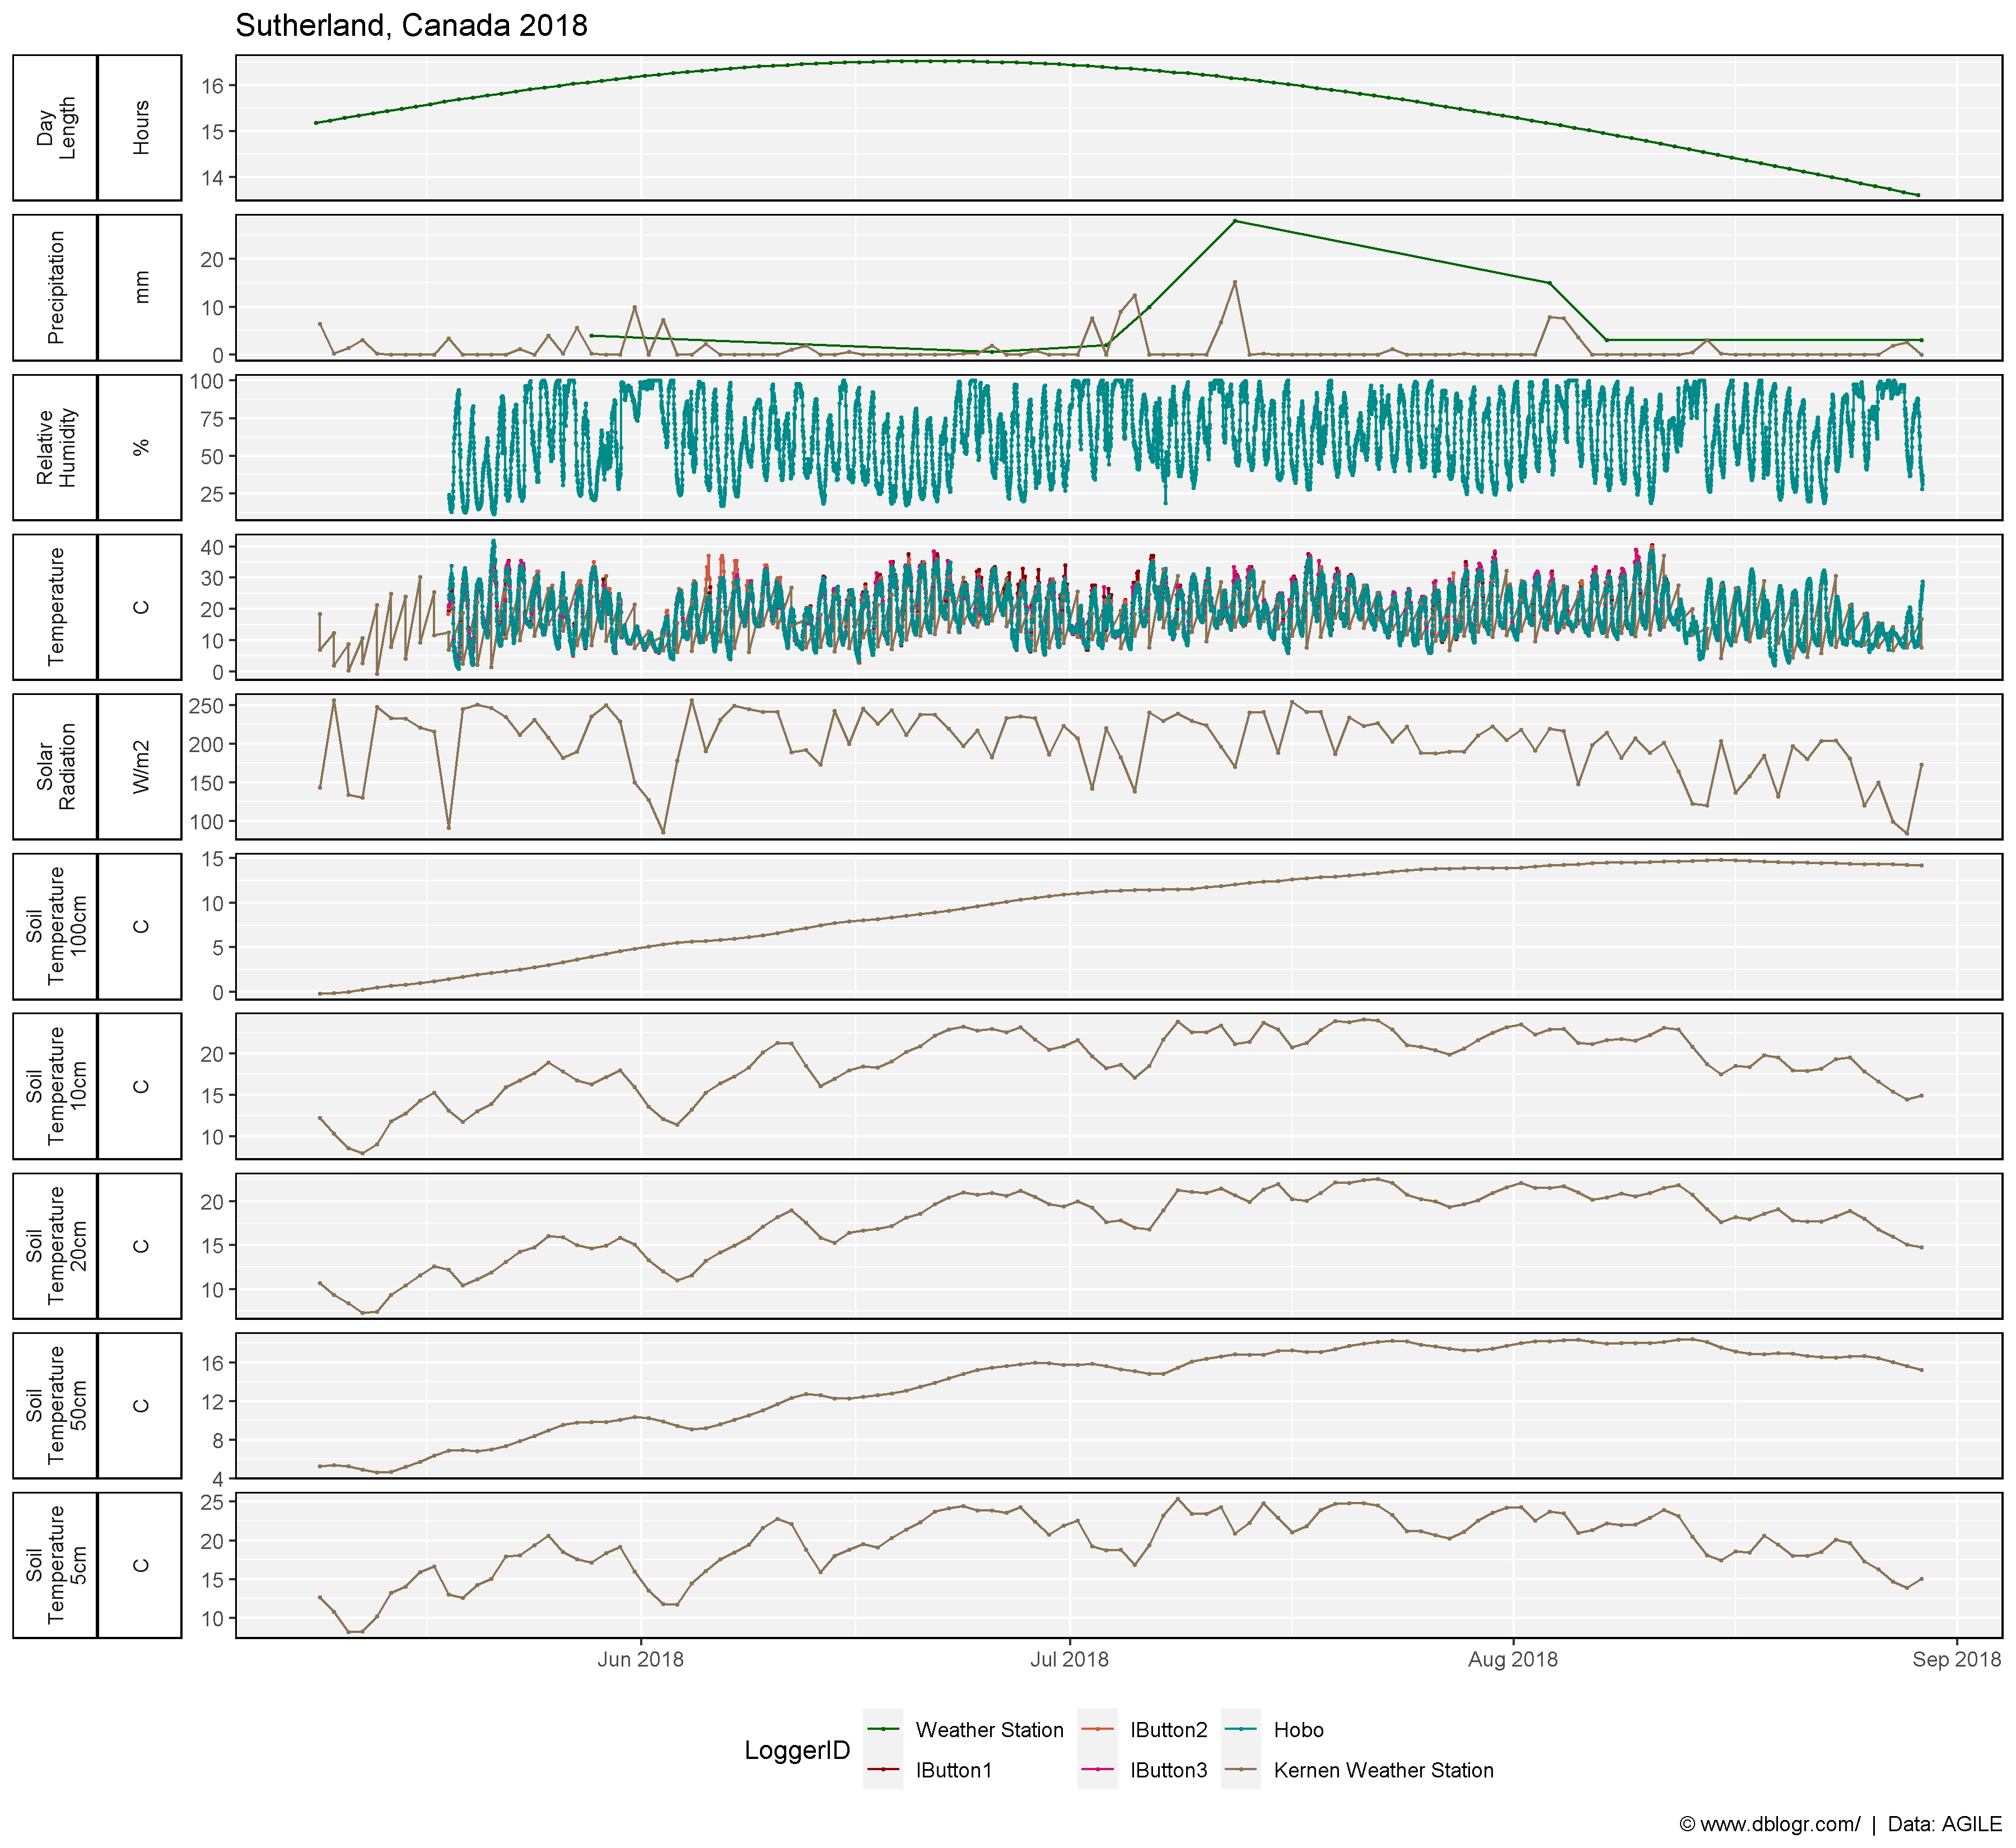 Sutherland, Canada 2018
Day
Length
Hours
16
15
14
Precipitation
mm
20
10
0
Relative
Humidity
%
100
75
50
25
Temperature
C
40
30
20
10
0
Solar
Radiation
W/m2
250
200
150
100
Soil
Temperature
100cm
C
15
10
5
0
Soil
Temperature
10cm
C
20
15
10
Soil
Temperature
20cm
C
20
15
10
Soil
Temperature
50cm
C
16
12
8
4
Soil
Temperature
5cm
C
25
20
15
10
Jun 2018 Jul 2018 Aug 2018 Sep 2018
LoggerID
Weather Station IButton2 Hobo
IButton1 IButton3 Kernen Weather Station
© www.dblogr.com/ | Data: AGILE